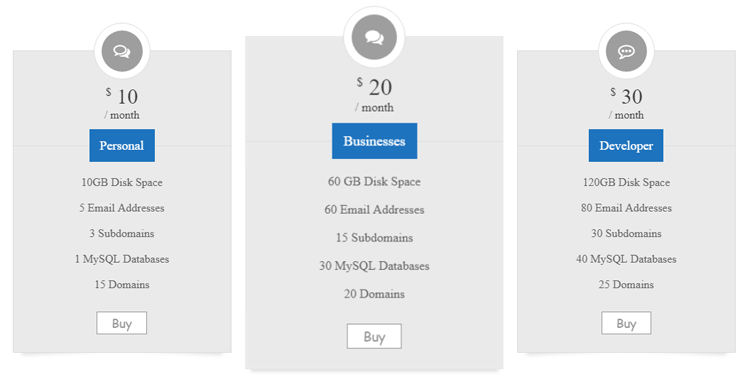 $ 10
/ month
Personal
10GB Disk Space
5 Email Addresses
3 Subdomains
1 MySQL Databases
15 Domains
Buy
$ 20
/ month
Businesses
60 GB Disk Space
60 Email Addresses
15 Subdomains
30 MySQL Databases
20 Domains
Buy
$ 30
/ month
Developer
120GB Disk Space
80 Email Addresses
30 Subdomains
40 MySQL Databases
25 Domains
Buy